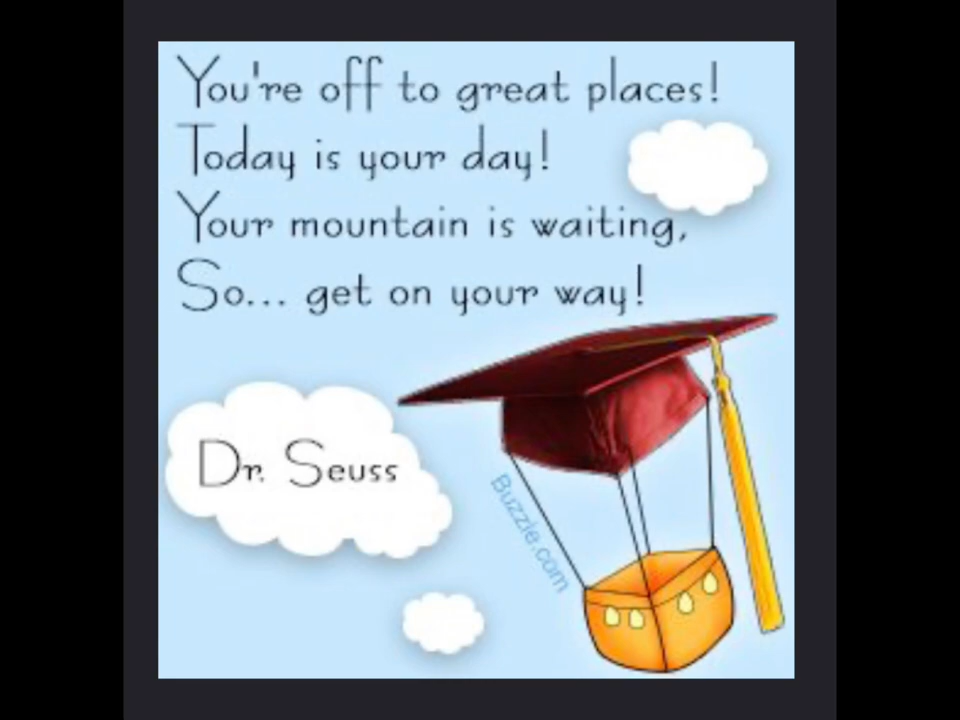 You're off to great places!
Today is your day!
Your mountain is waiting,
So... get on your way!
Dr. Seuss
Buzzle.com